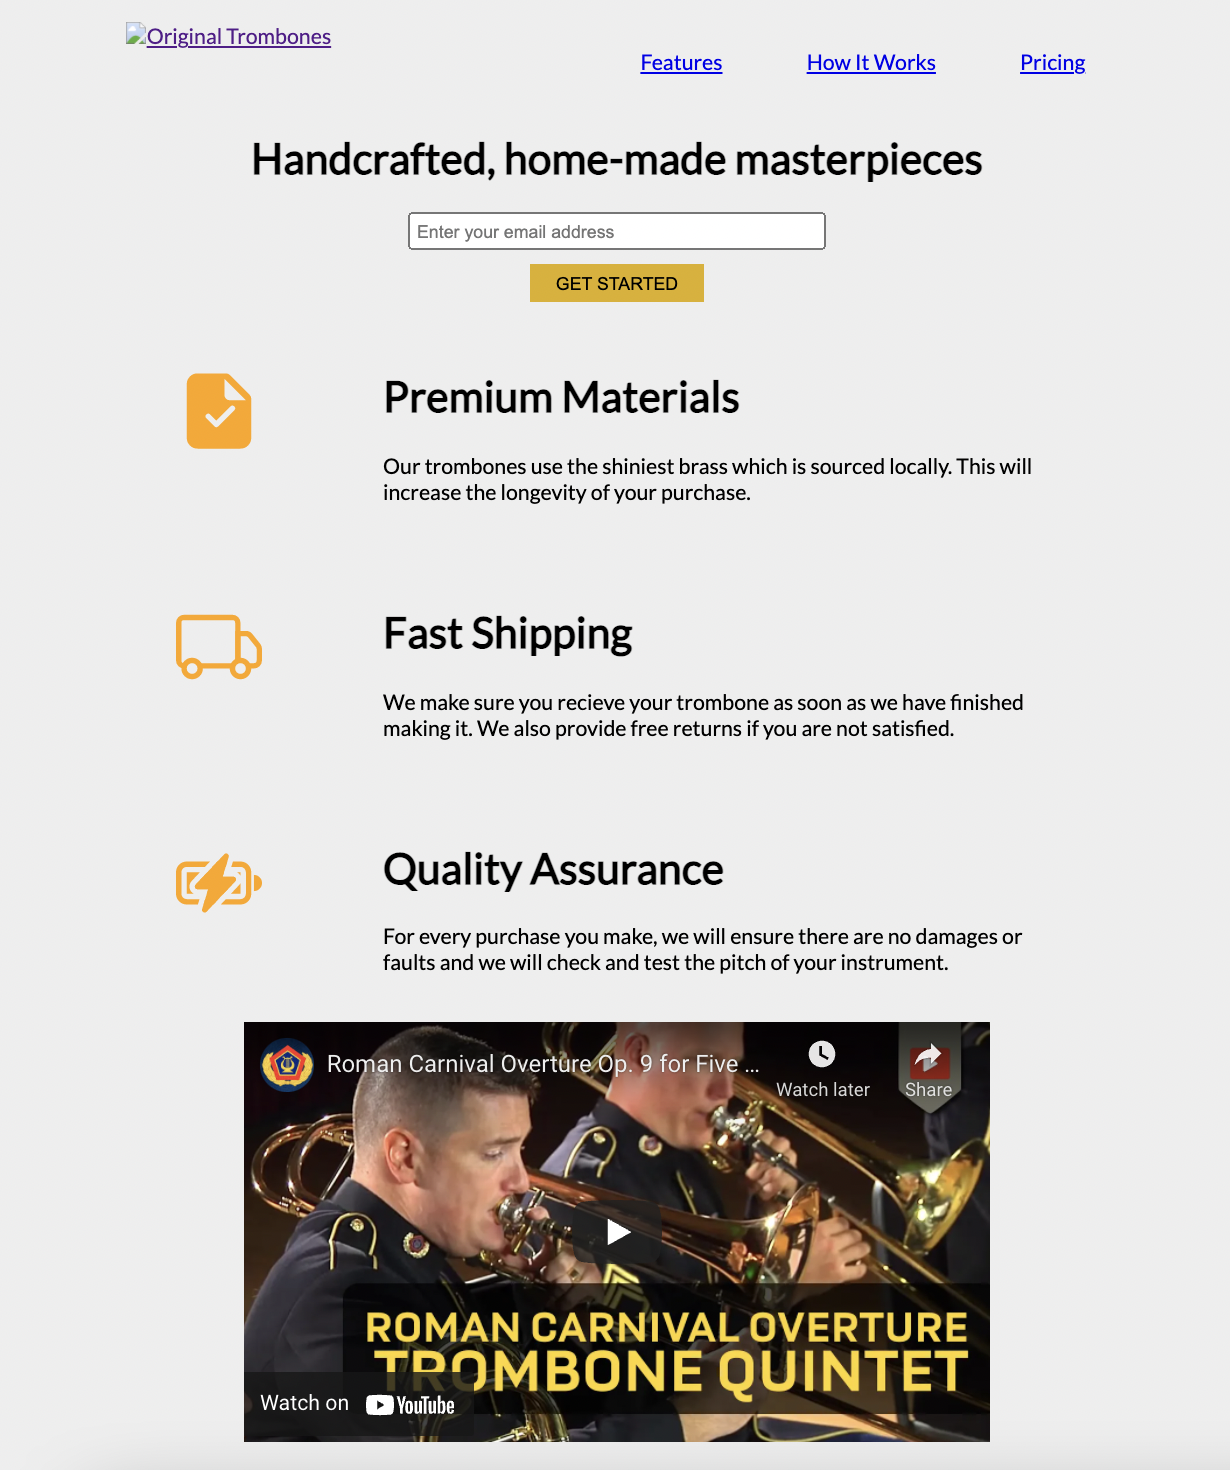 Original Trombones
Features How It Works Pricing
Handcrafted, home-made masterpieces
Enter your email address
GET STARTED
Premium Materials
Our trombones use the shiniest brass which is sourced locally. This will
increase the longevity of your purchase.
Fast Shipping
We make sure you recieve your trombone as soon as we have finished
making it. We also provide free returns if you are not satisfied.
Quality Assurance
For every purchase you make, we will ensure there are no damages or
faults and we will check and test the pitch of your instrument.
Roman Carnival Overture Op. 9 for Five ...
Watch later
Share
ROMAN CARNIVAL OVERTURE
TROMBONE QUINTET
Watch on YouTube